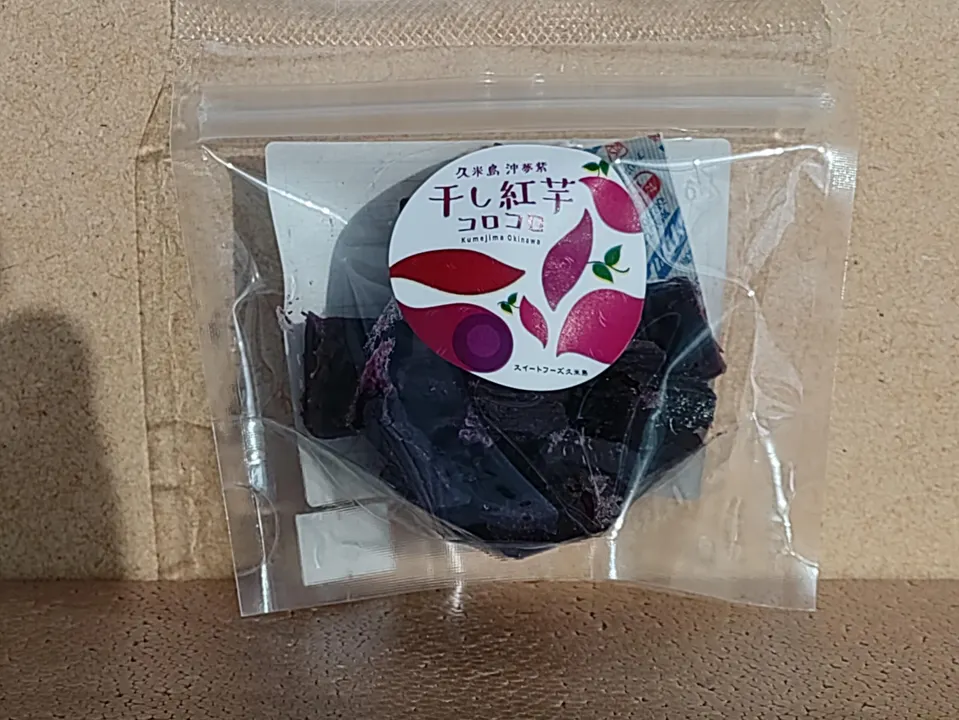 久米島 沖夢紫
干し紅芋
コロコロ
Kumejima Okinawa
スイートフーズ久米島